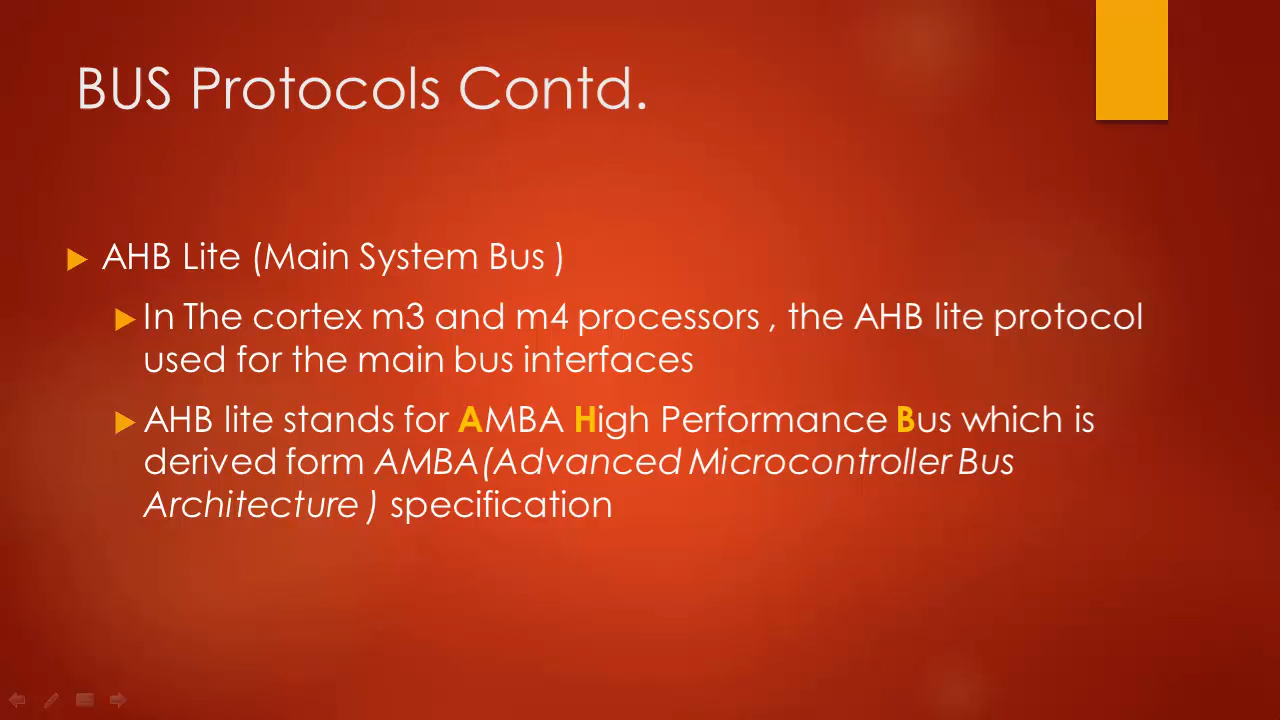 BUS Protocols Contd.
AHB Lite (Main System Bus )
In The cortex m3 and m4 processors , the AHB lite protocol
used for the main bus interfaces
AHB lite stands for AMBA High Performance Bus which is
derived form AMBA(Advanced Microcontroller Bus
Architecture ) specification